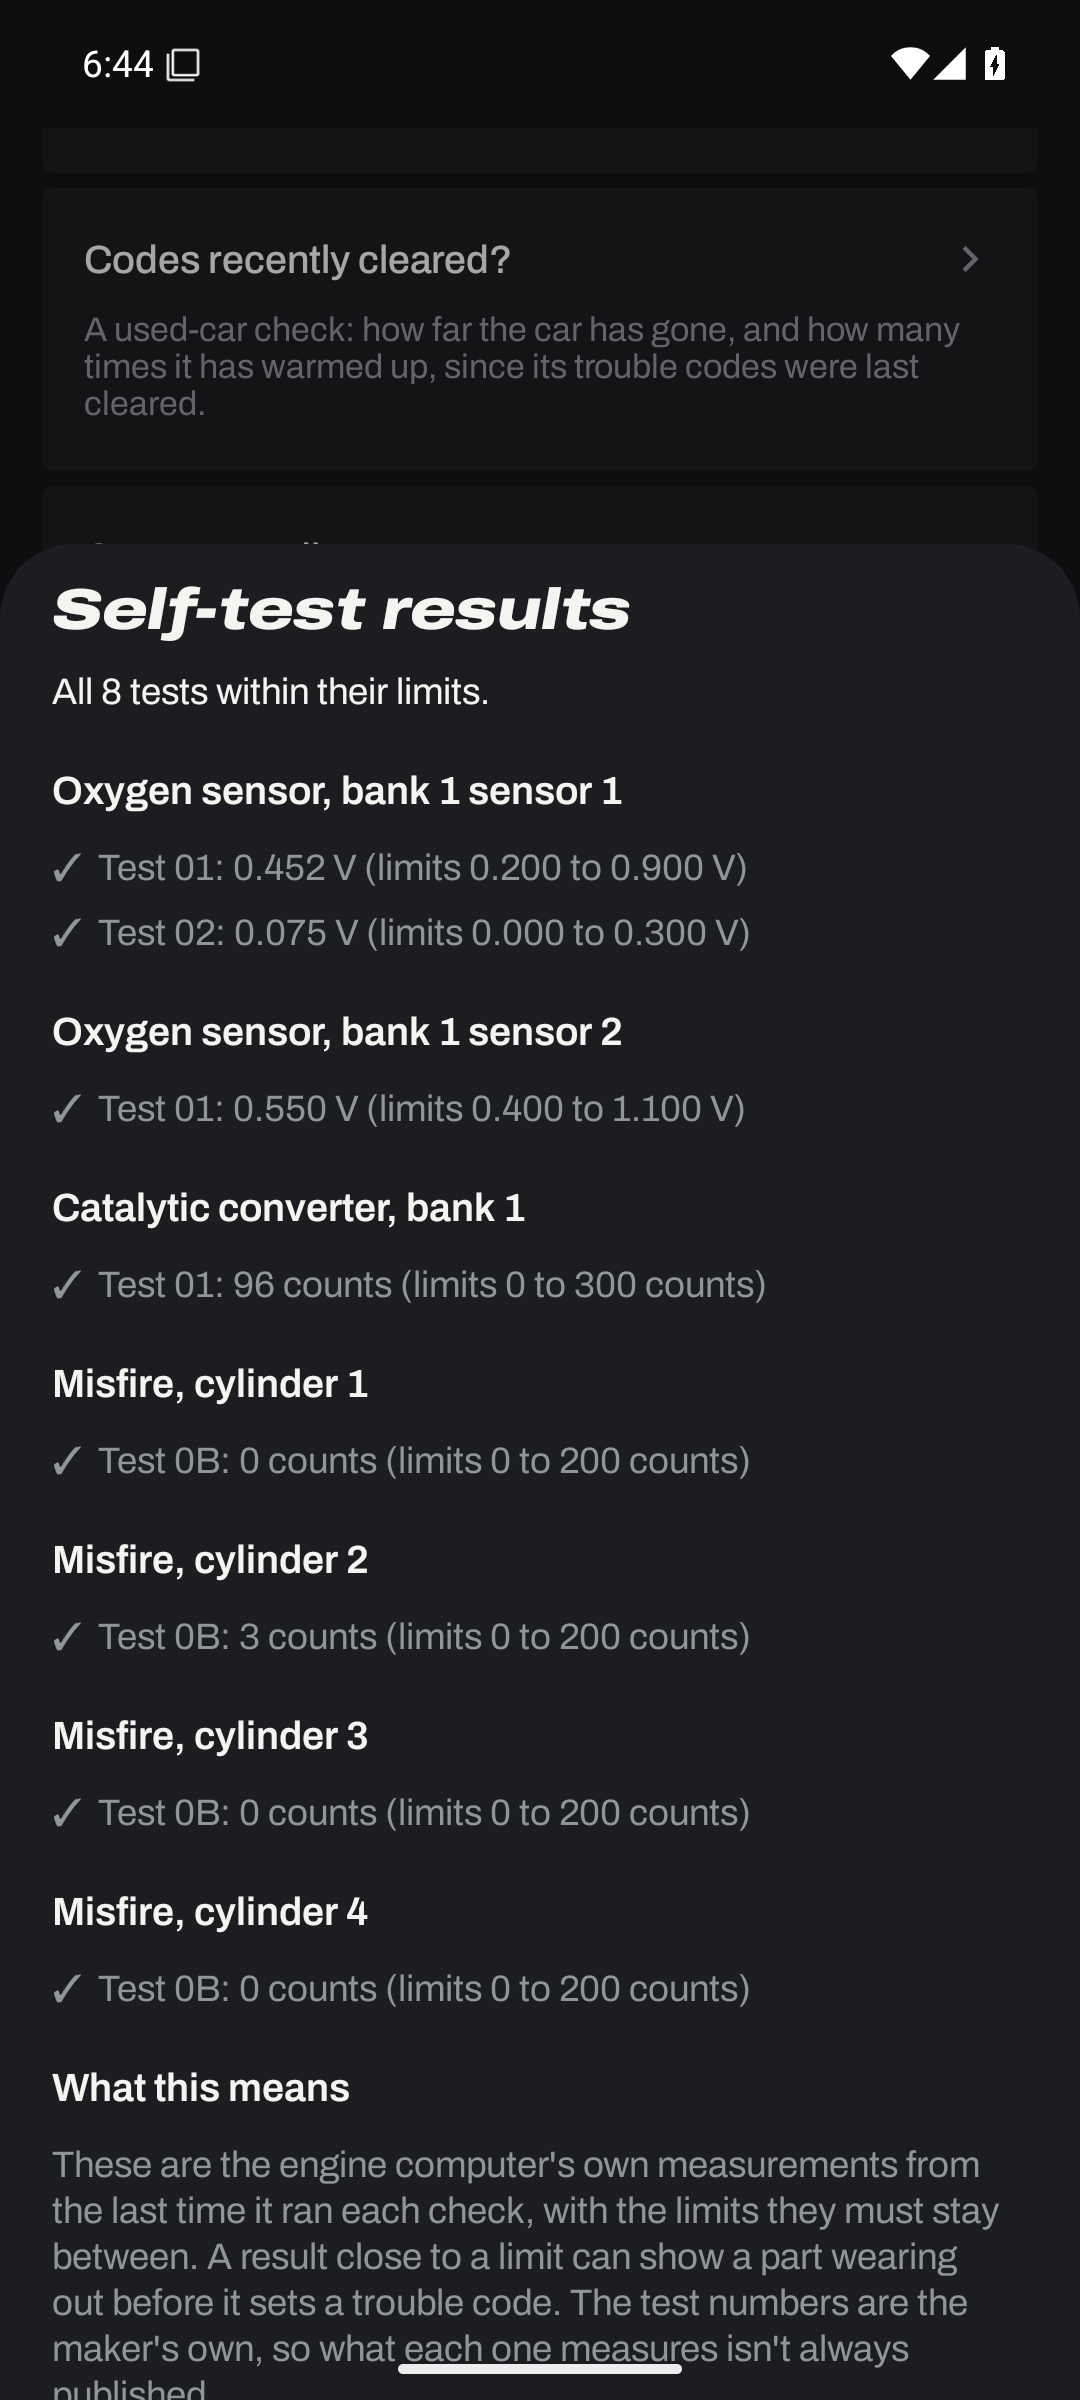 6:44
Codes recently cleared?
A used-car check: how far the car has gone, and how many
times it has warmed up, since its trouble codes were last
cleared.
Self-test results
All 8 tests within their limits.
Oxygen sensor, bank 1 sensor 1
✓ Test 01: 0.452 V (limits 0.200 to 0.900 V)
✓ Test 02: 0.075 V (limits 0.000 to 0.300 V)
Oxygen sensor, bank 1 sensor 2
✓ Test 01: 0.550 V (limits 0.400 to 1.100 V)
Catalytic converter, bank 1
✓ Test 01: 96 counts (limits 0 to 300 counts)
Misfire, cylinder 1
✓ Test 0B: 0 counts (limits 0 to 200 counts)
Misfire, cylinder 2
✓ Test 0B: 3 counts (limits 0 to 200 counts)
Misfire, cylinder 3
✓ Test 0B: 0 counts (limits 0 to 200 counts)
Misfire, cylinder 4
✓ Test 0B: 0 counts (limits 0 to 200 counts)
What this means
These are the engine computer's own measurements from
the last time it ran each check, with the limits they must stay
between. A result close to a limit can show a part wearing
out before it sets a trouble code. The test numbers are the
maker's own, so what each one measures isn't always
published.